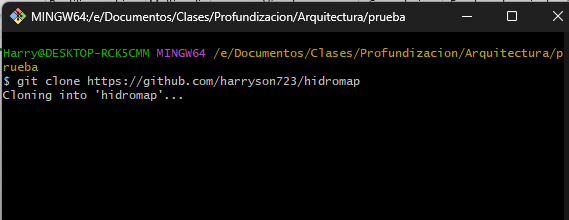 MINGW64:/e/Documentos/Clases/Profundizacion/Arquitectura/prueba
Harry@DESKTOP-RCK5CMM MINGW64 /e/Documentos/Clases/Profundizacion/Arquitectura/p
rueba
$ git clone https://github.com/harryson723/hidromap
Cloning into 'hidromap'...